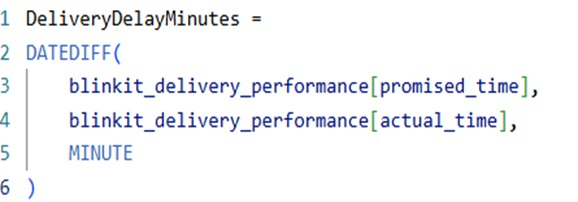 1 DeliveryDelayMinutes =
2 DATEDIFF(
3 blinkit_delivery_performance[promised_time],
4 blinkit_delivery_performance[actual_time],
5 MINUTE
6 )